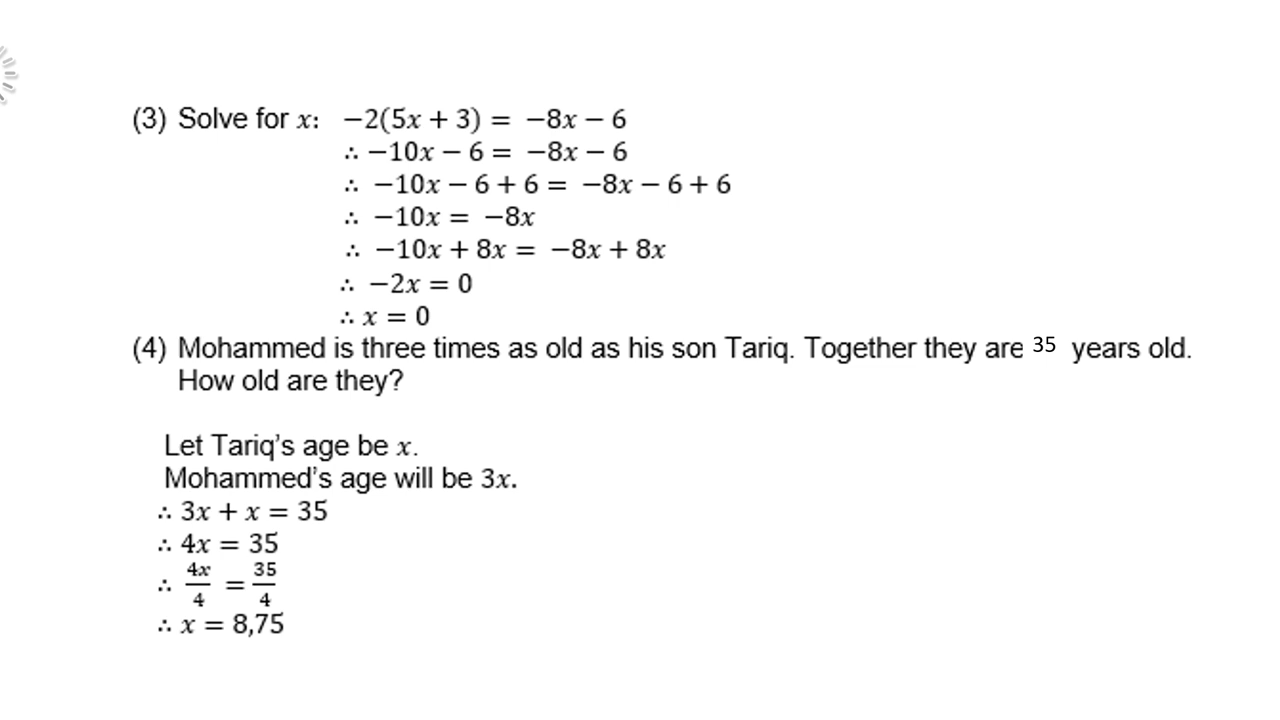 (3) Solve for x: −2(5x + 3) = −8x − 6
∴ −10x − 6 = −8x − 6
∴ −10x − 6 + 6 = −8x − 6 + 6
∴ −10x = −8x
∴ −10x + 8x = −8x + 8x
∴ −2x = 0
∴ x = 0
(4) Mohammed is three times as old as his son Tariq. Together they are 35 years old.
How old are they?
Let Tariq's age be x.
Mohammed's age will be 3x.
∴ 3x + x = 35
∴ 4x = 35
∴ 4x/4 = 35/4
∴ x = 8,75